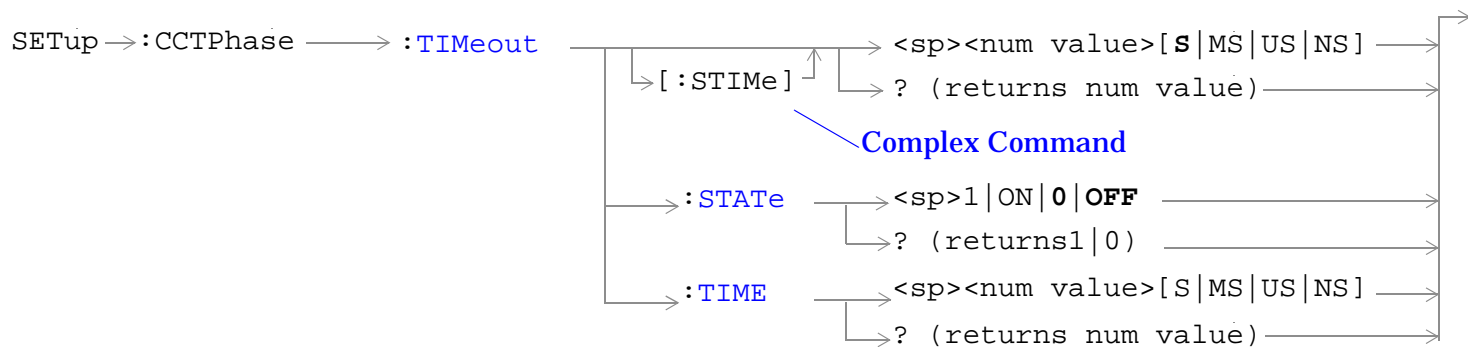 SETup :CCTPhase :TIMeout <sp><num value>[S|MS|US|NS]
[:STIMe] ? (returns num value)
Complex Command
:STATe <sp>1|ON|0|OFF
? (returns1|0)
:TIME <sp><num value>[S|MS|US|NS]
? (returns num value)